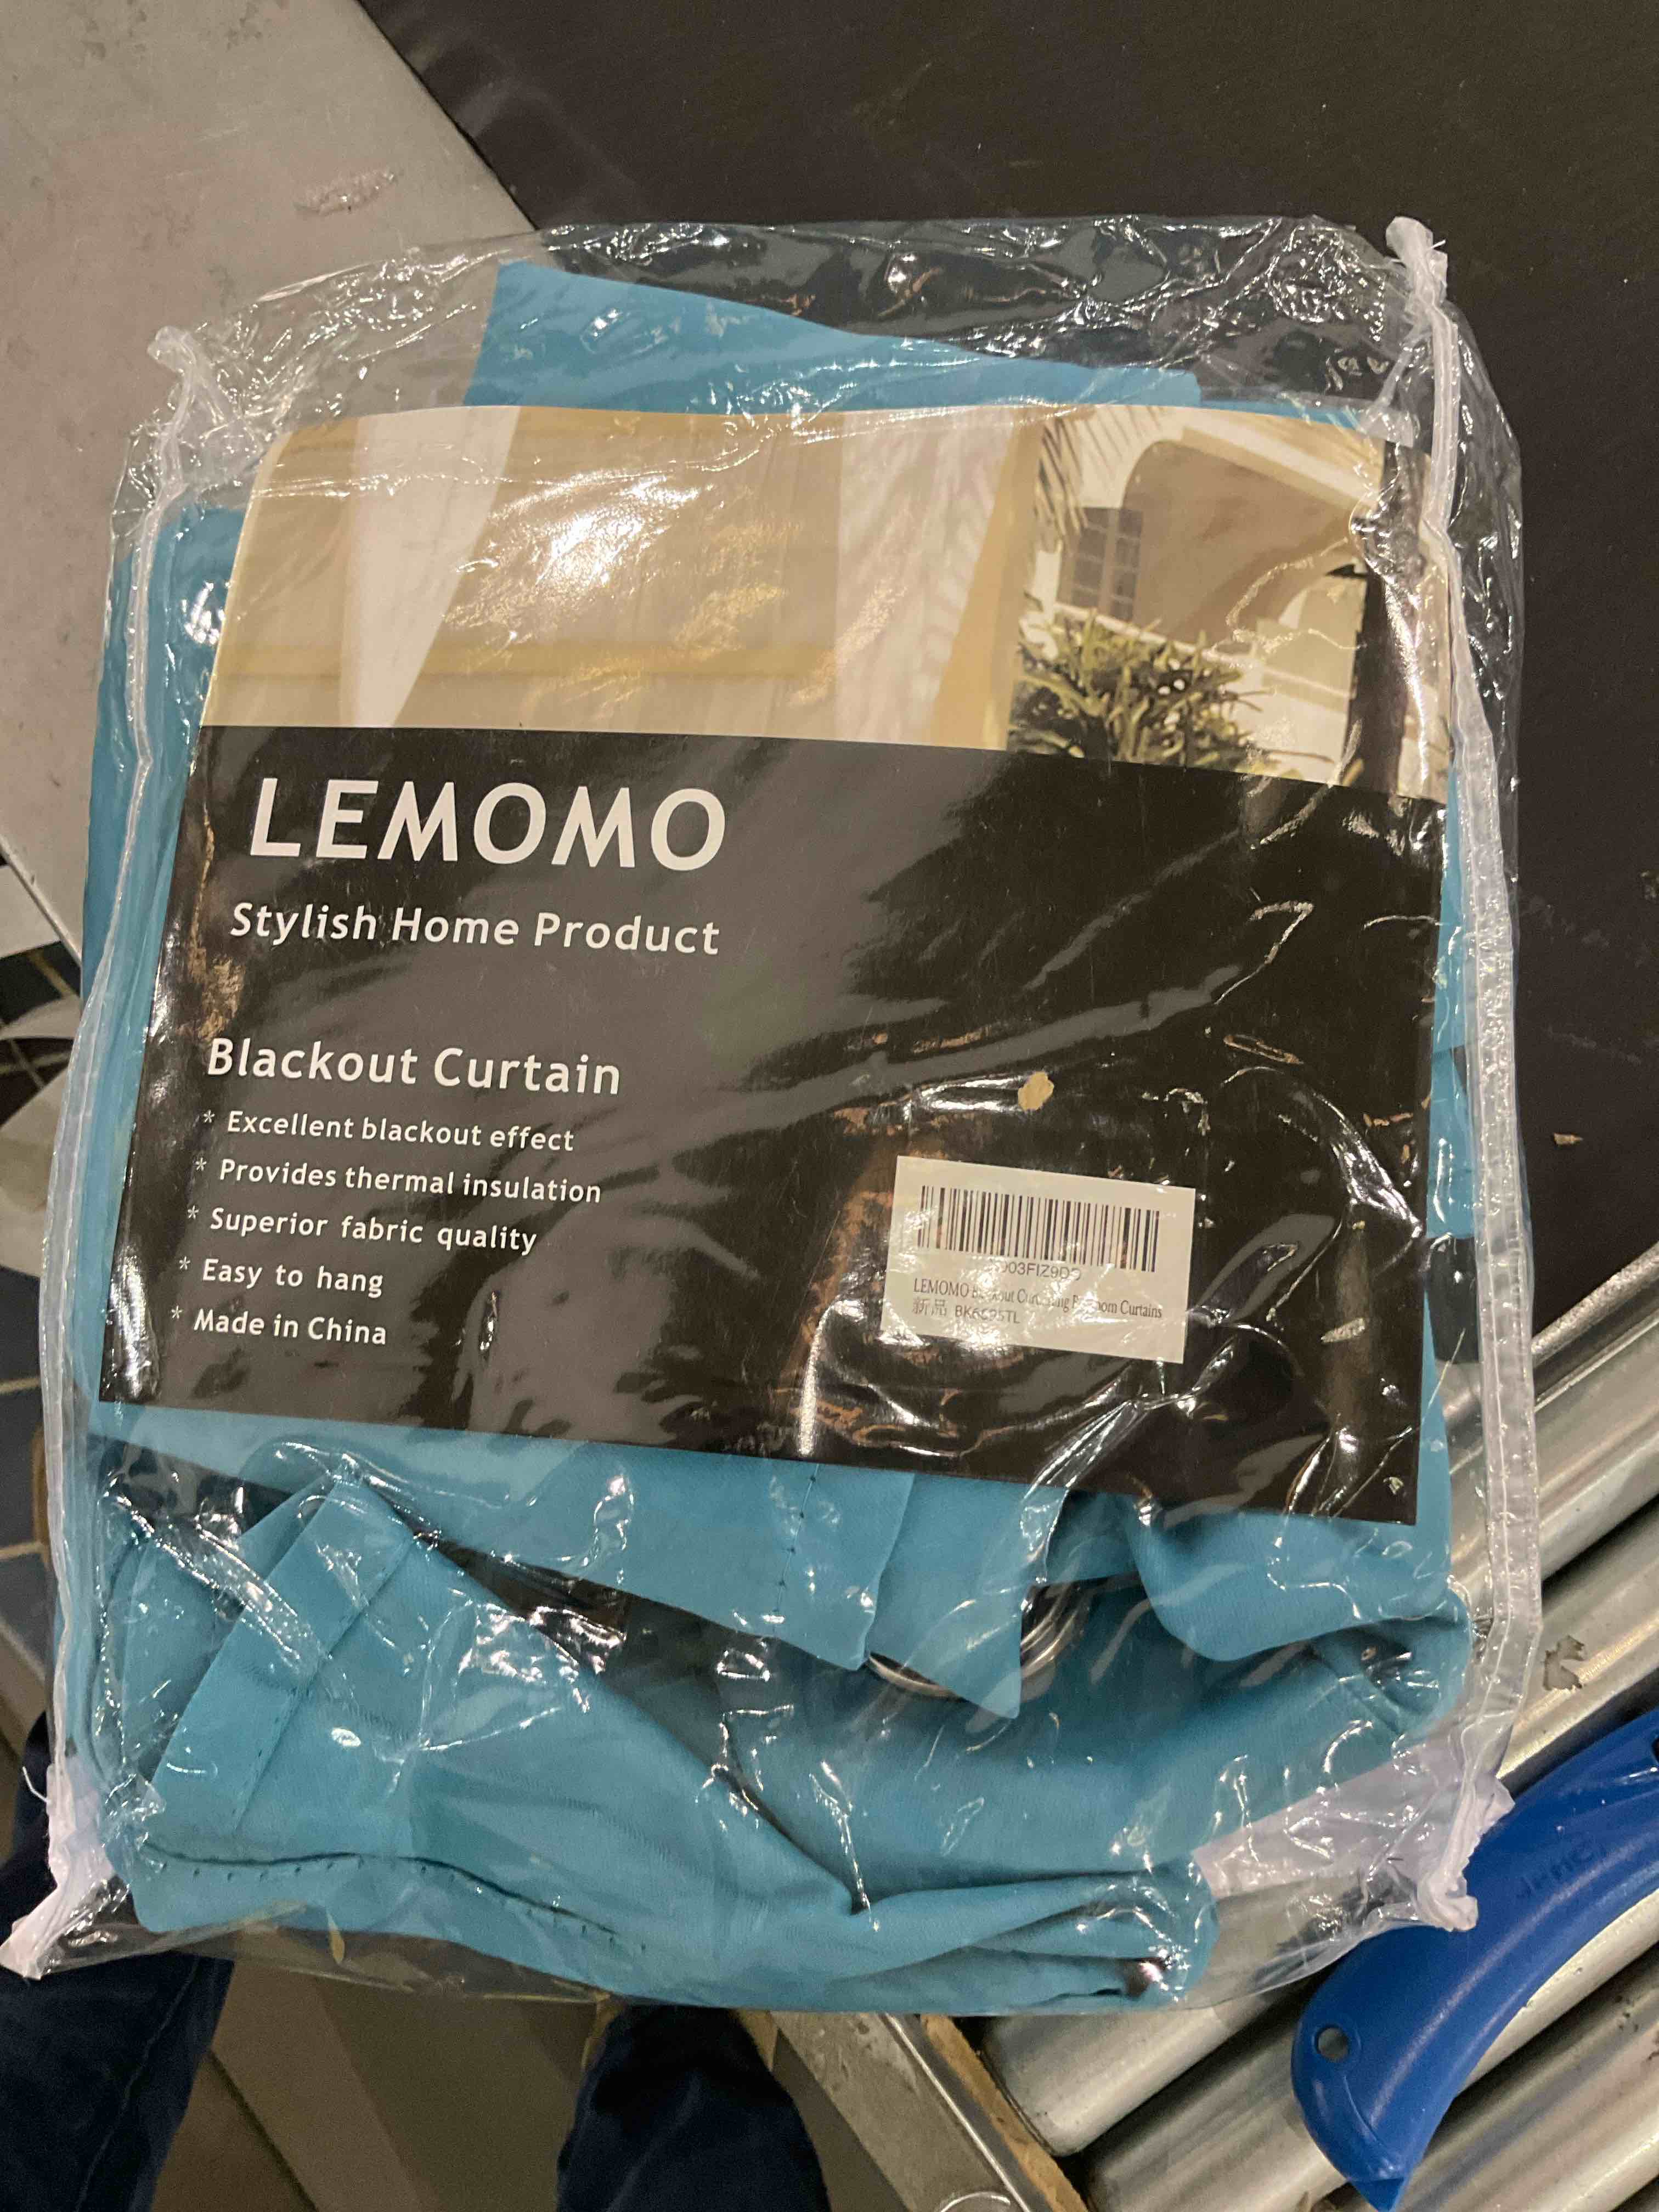 LEMOMO
Stylish Home Product
Blackout Curtain
* Excellent blackout effect
* Provides thermal insulation
* Superior fabric quality
* Easy to hang
* Made in China
LEMOMO Curtains
新品